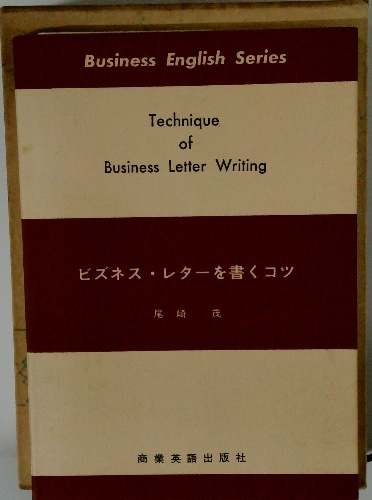 Business English Series
Technique
of
Business Letter Writing
ビズネス・レターを書くコツ
尾崎 茂
商業英語出版社